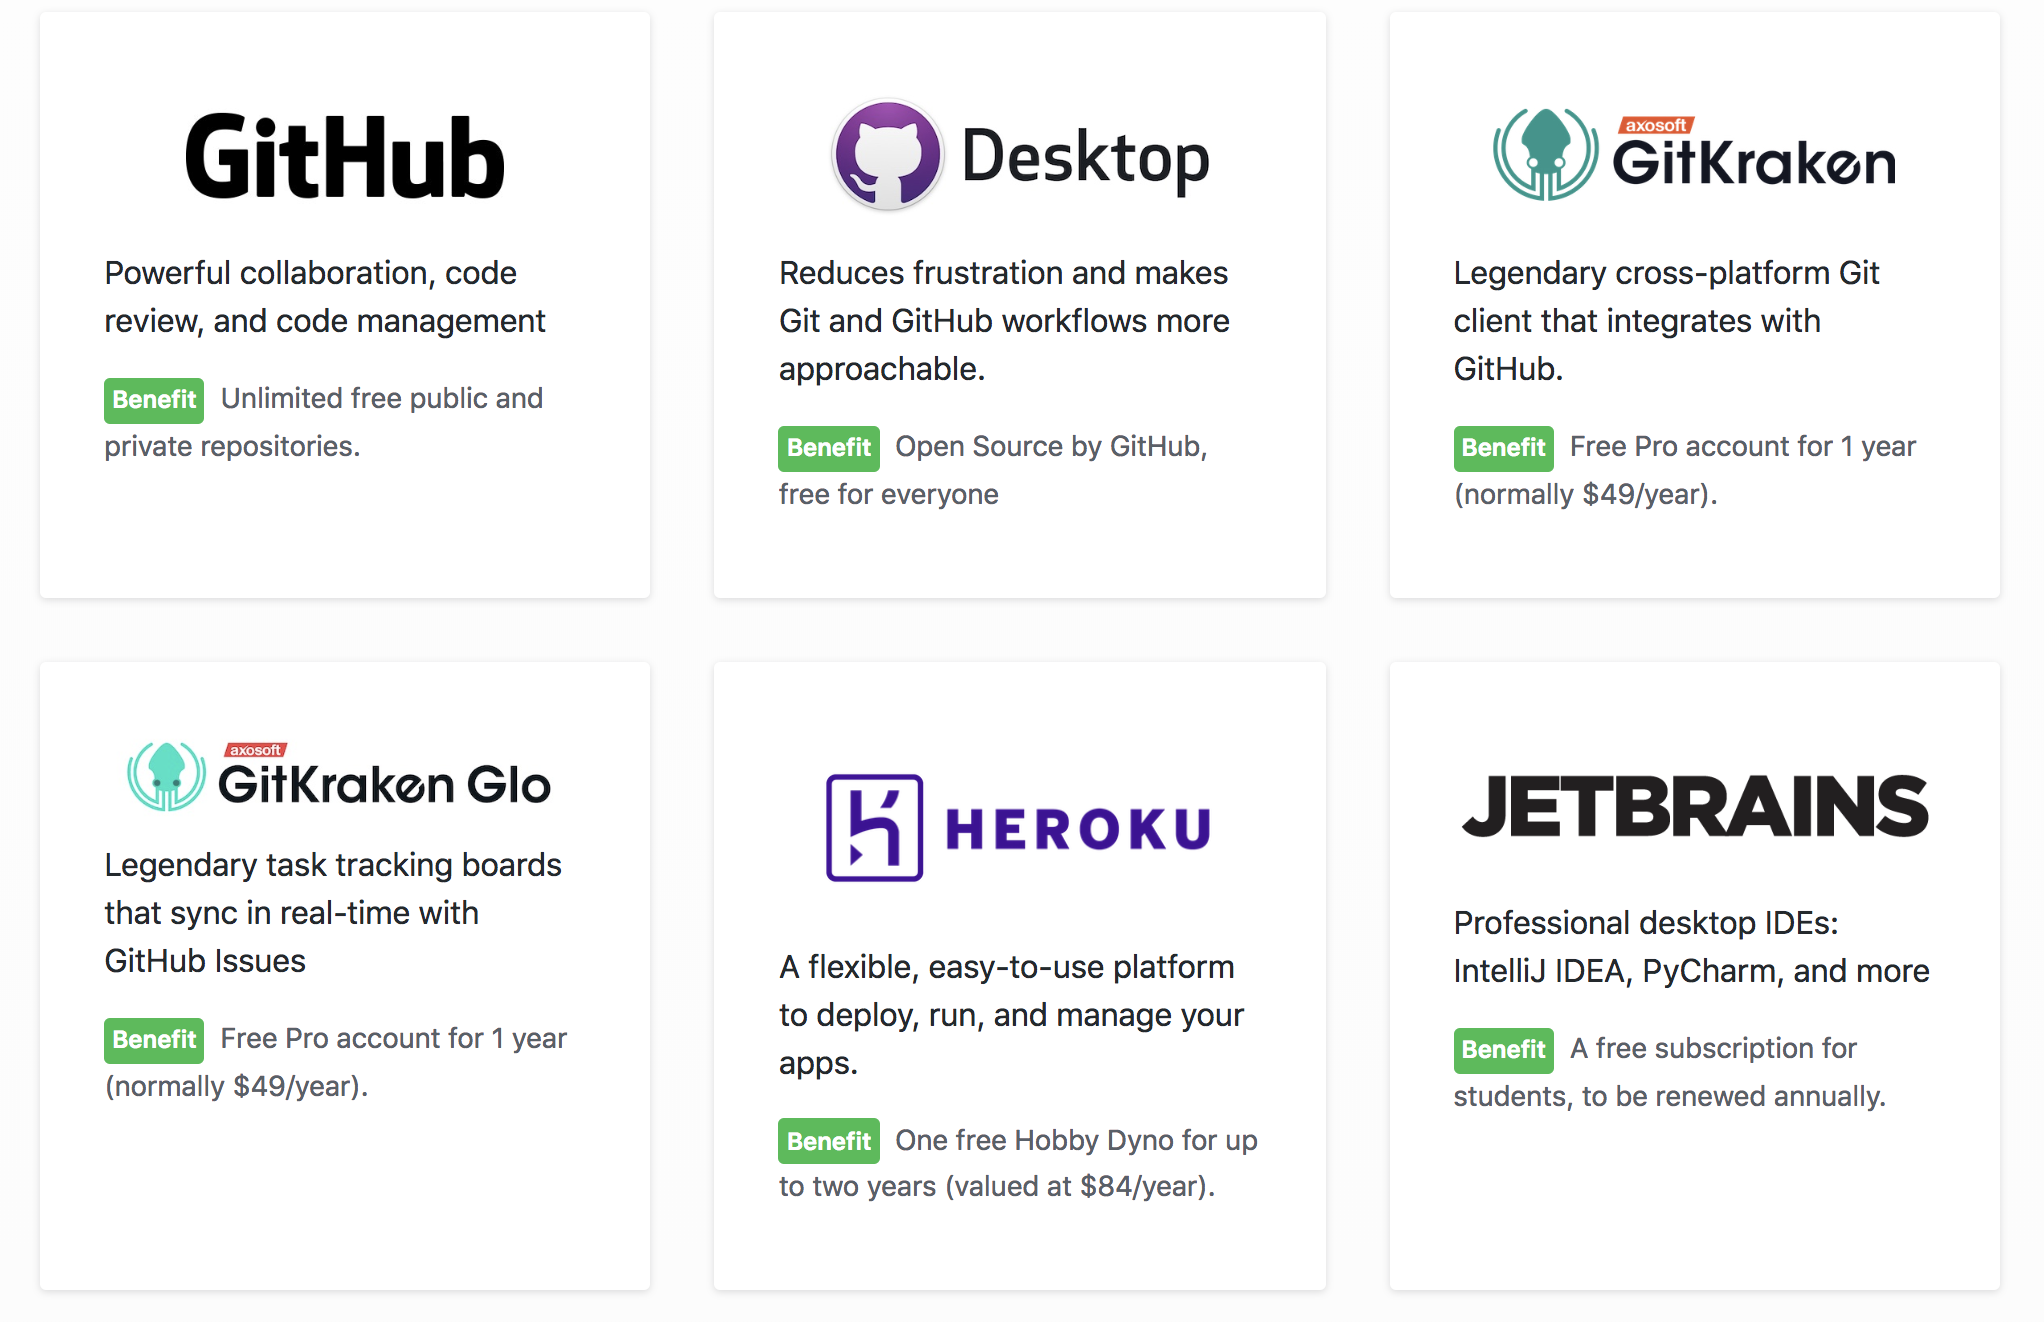 GitHub
Powerful collaboration, code
review, and code management
Benefit Unlimited free public and
private repositories.
Desktop
Reduces frustration and makes
Git and GitHub workflows more
approachable.
Benefit Open Source by GitHub,
free for everyone
axosoft
GitKraken
Legendary cross-platform Git
client that integrates with
GitHub.
Benefit Free Pro account for 1 year
(normally $49/year).
axosoft
GitKraken Glo
Legendary task tracking boards
that sync in real-time with
GitHub Issues
Benefit Free Pro account for 1 year
(normally $49/year).
HEROKU
A flexible, easy-to-use platform
to deploy, run, and manage your
apps.
Benefit One free Hobby Dyno for up
to two years (valued at $84/year).
JETBRAINS
Professional desktop IDEs:
IntelliJ IDEA, PyCharm, and more
Benefit A free subscription for
students, to be renewed annually.